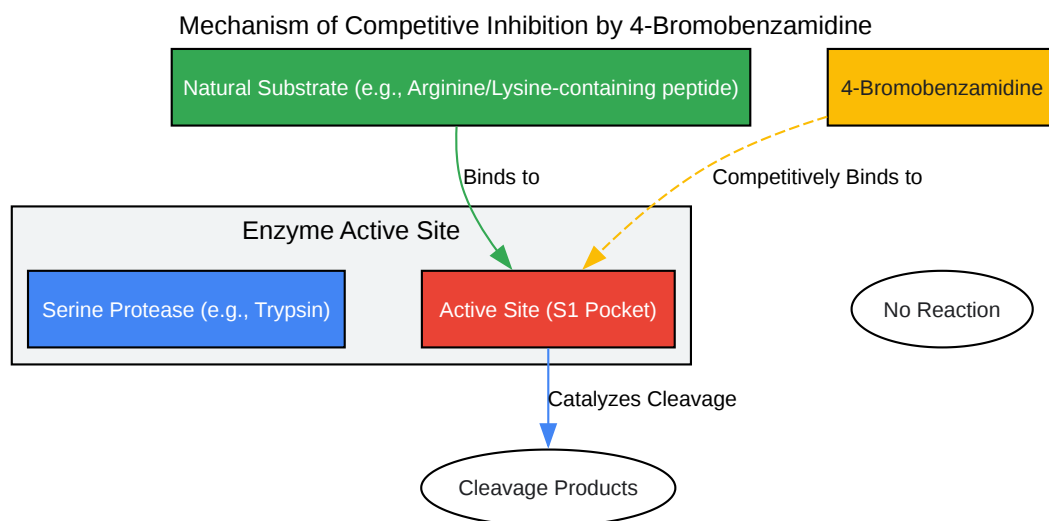 Mechanism of Competitive Inhibition by 4-Bromobenzamidine
Natural Substrate (e.g., Arginine/Lysine-containing peptide)
4-Bromobenzamidine
Binds to
Competitively Binds to
Enzyme Active Site
Serine Protease (e.g., Trypsin)
Active Site (S1 Pocket)
No Reaction
Catalyzes Cleavage
Cleavage Products